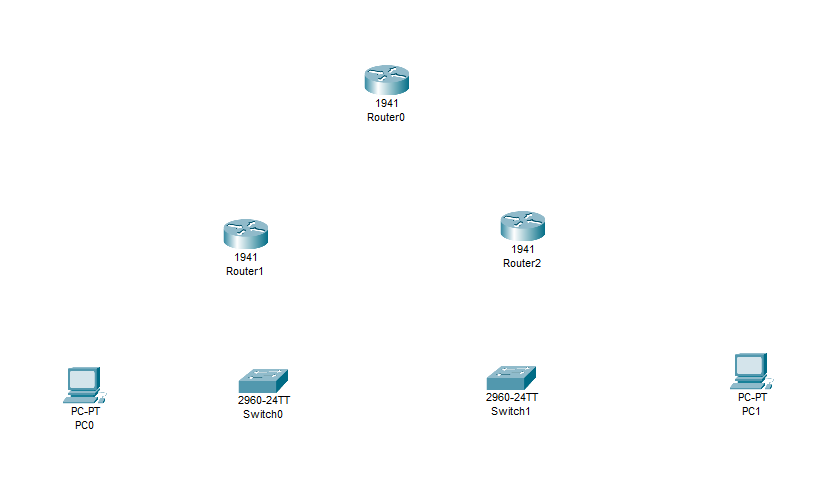 1941
Router0
1941
Router1
1941
Router2
PC-PT
PC0
2960-24TT
Switch0
2960-24TT
Switch1
PC-PT
PC1